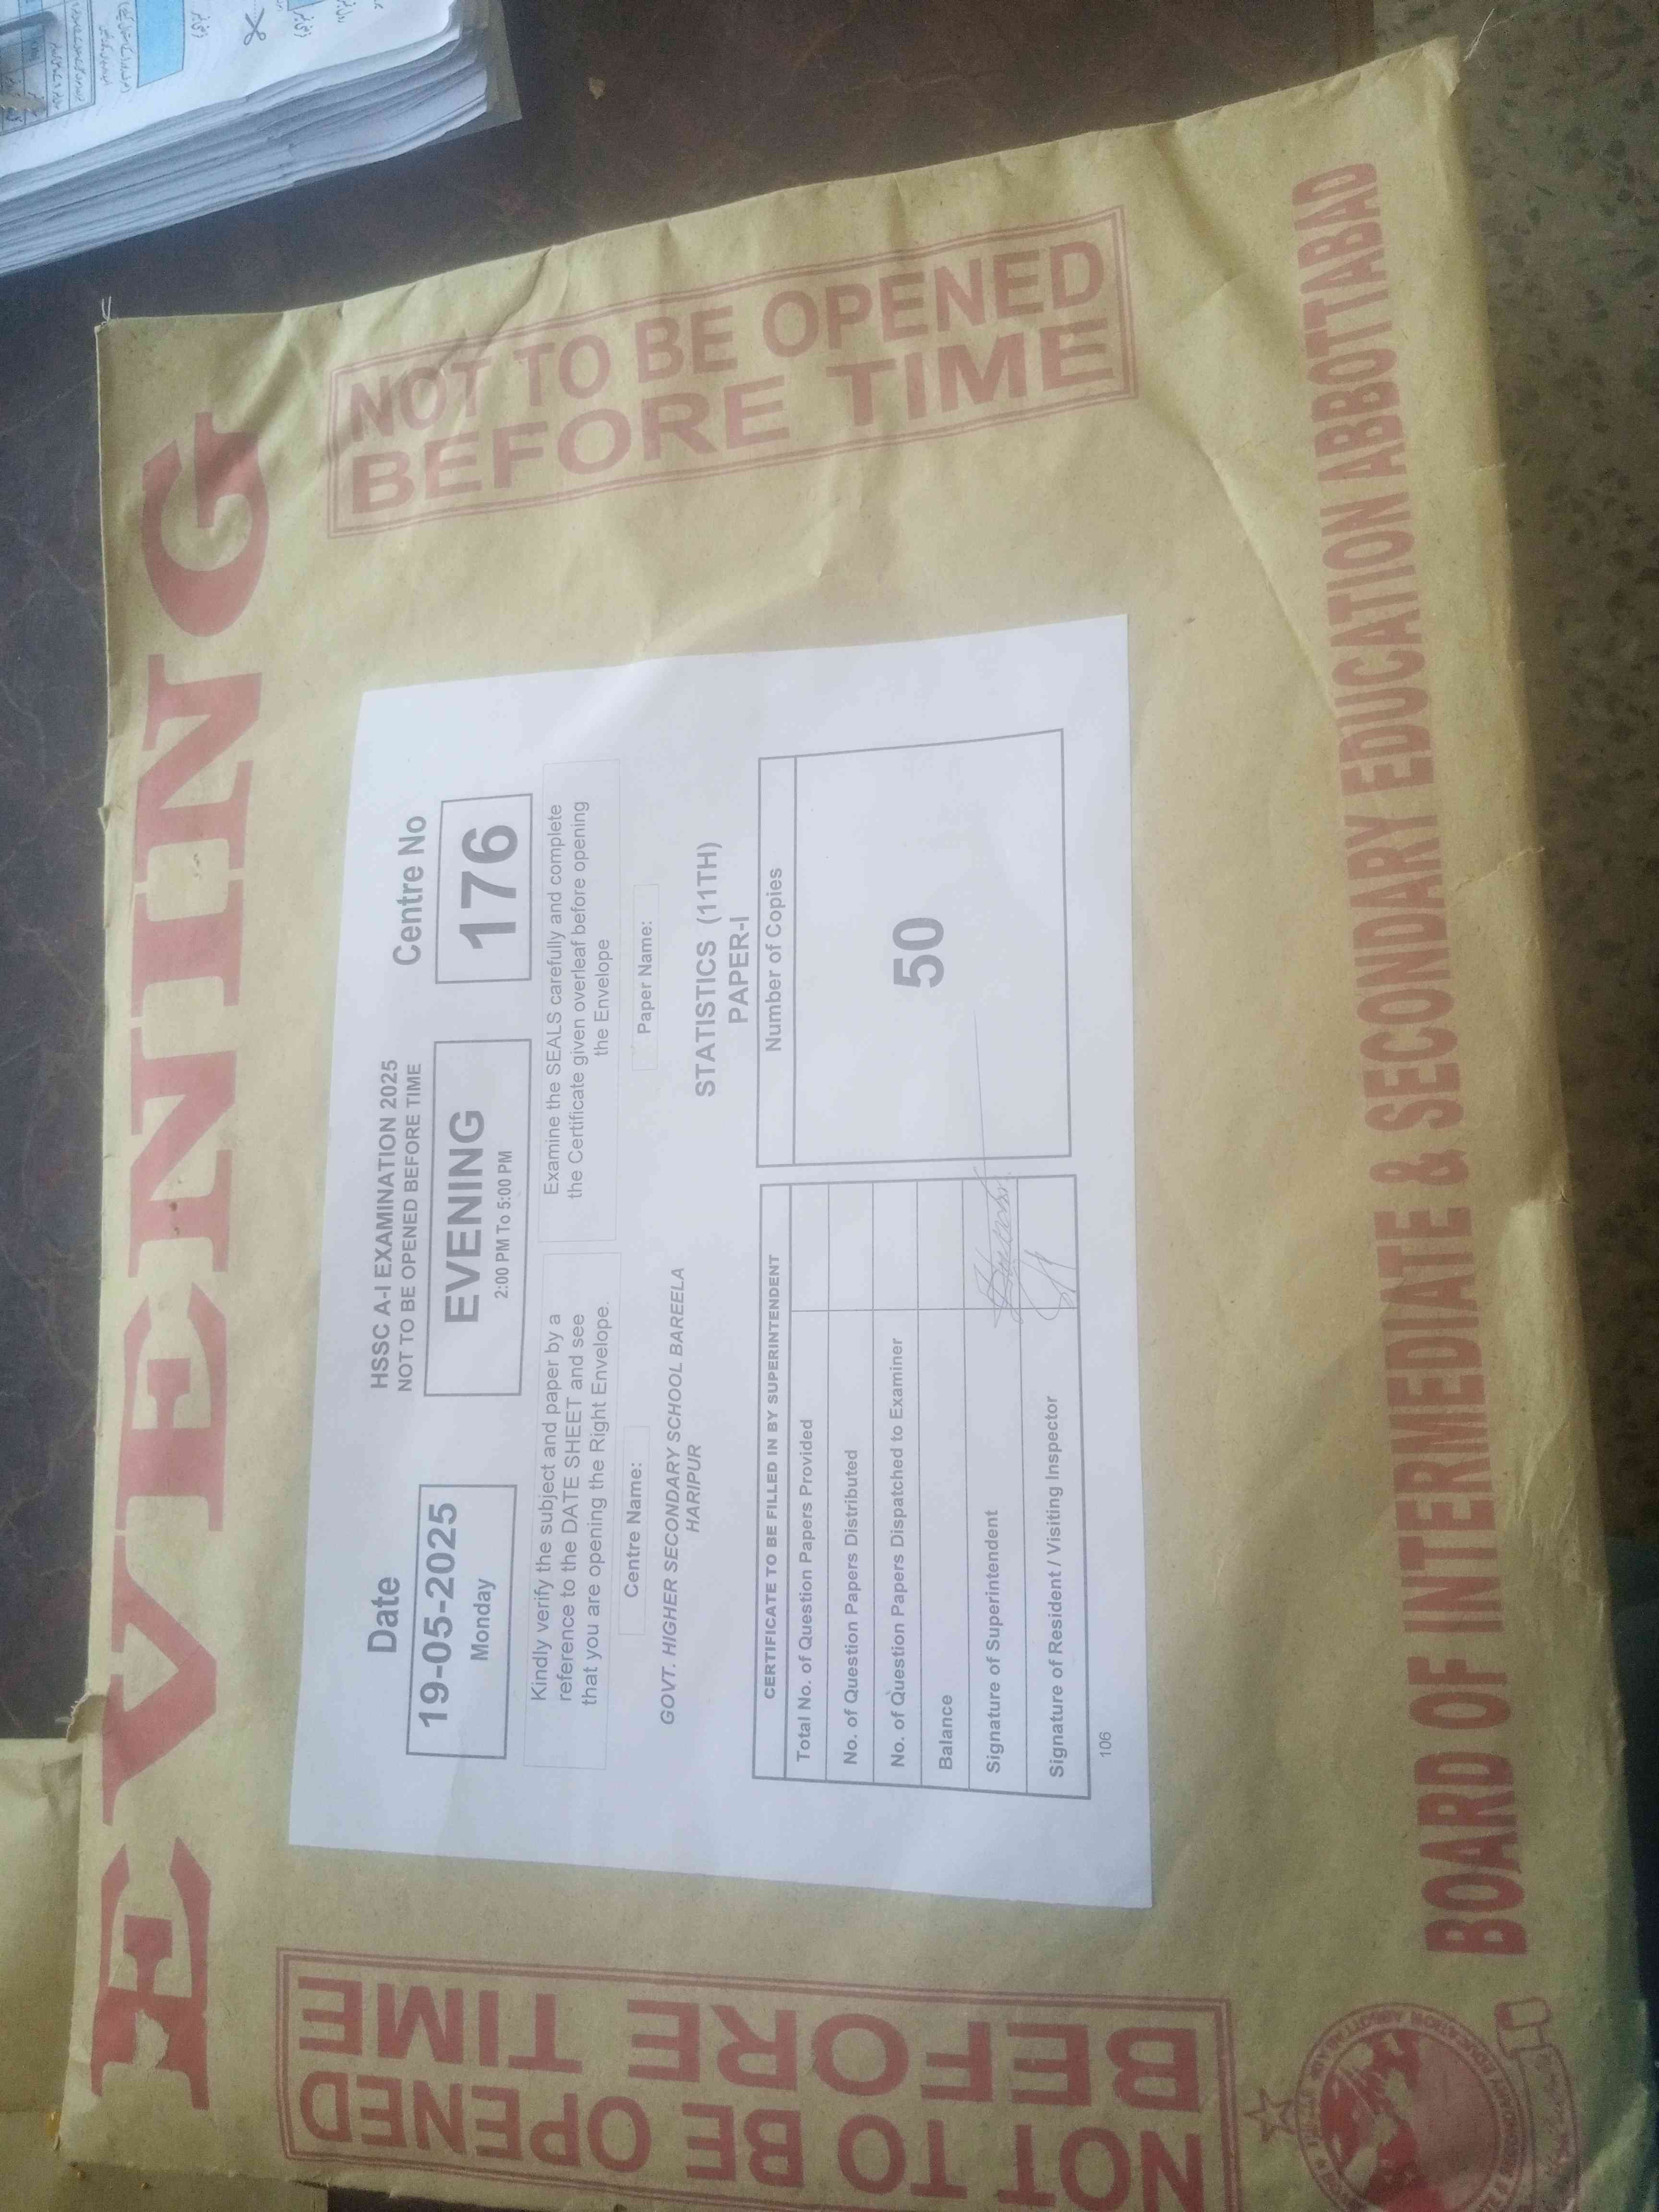 EVENING
NOT TO BE OPENED
BEFORE TIME
NOT TO BE OPENED
BEFORE TIME
HSSC A-I EXAMINATION 2025
NOT TO BE OPENED BEFORE TIME
Date
19-05-2025
Monday
EVENING
2:00 PM To 5:00 PM
Centre No
176
Kindly verify the subject and paper by a
reference to the DATE SHEET and see
that you are opening the Right Envelope.
Examine the SEALS carefully and complete
the Certificate given overleaf before opening
the Envelope
Centre Name:
GOVT. HIGHER SECONDARY SCHOOL BAREELA
HARIPUR
Paper Name:
STATISTICS (11TH)
PAPER-I
CERTIFICATE TO BE FILLED IN BY SUPERINTENDENT
Total No. of Question Papers Provided
No. of Question Papers Distributed
No. of Question Papers Dispatched to Examiner
Balance
Signature of Superintendent
Signature of Resident / Visiting Inspector
Number of Copies
50
106
BOARD OF INTERMEDIATE & SECONDARY EDUCATION ABBOTTABAD